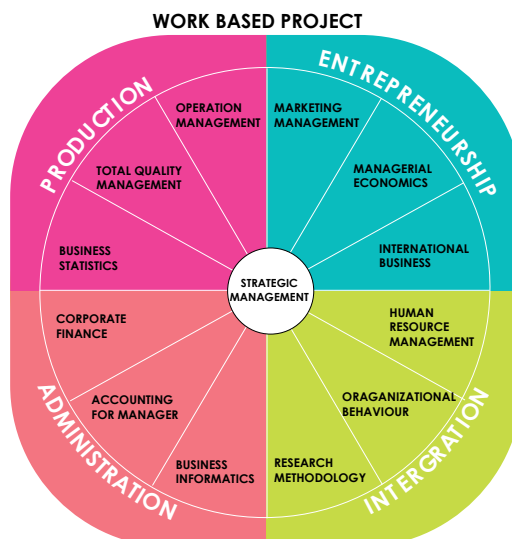 WORK BASED PROJECT
PRODUCTION
OPERATION
MANAGEMENT
TOTAL QUALITY
MANAGEMENT
BUSINESS
STATISTICS
ENTREPRENEURSHIP
MARKETING
MANAGEMENT
MANAGERIAL
ECONOMICS
INTERNATIONAL
BUSINESS
STRATEGIC
MANAGEMENT
CORPORATE
FINANCE
ACCOUNTING
FOR MANAGER
BUSINESS
INFORMATICS
ADMINISTRATION
HUMAN
RESOURCE
MANAGEMENT
ORAGANIZATIONAL
BEHAVIOUR
RESEARCH
METHODOLOGY
INTERGRATION